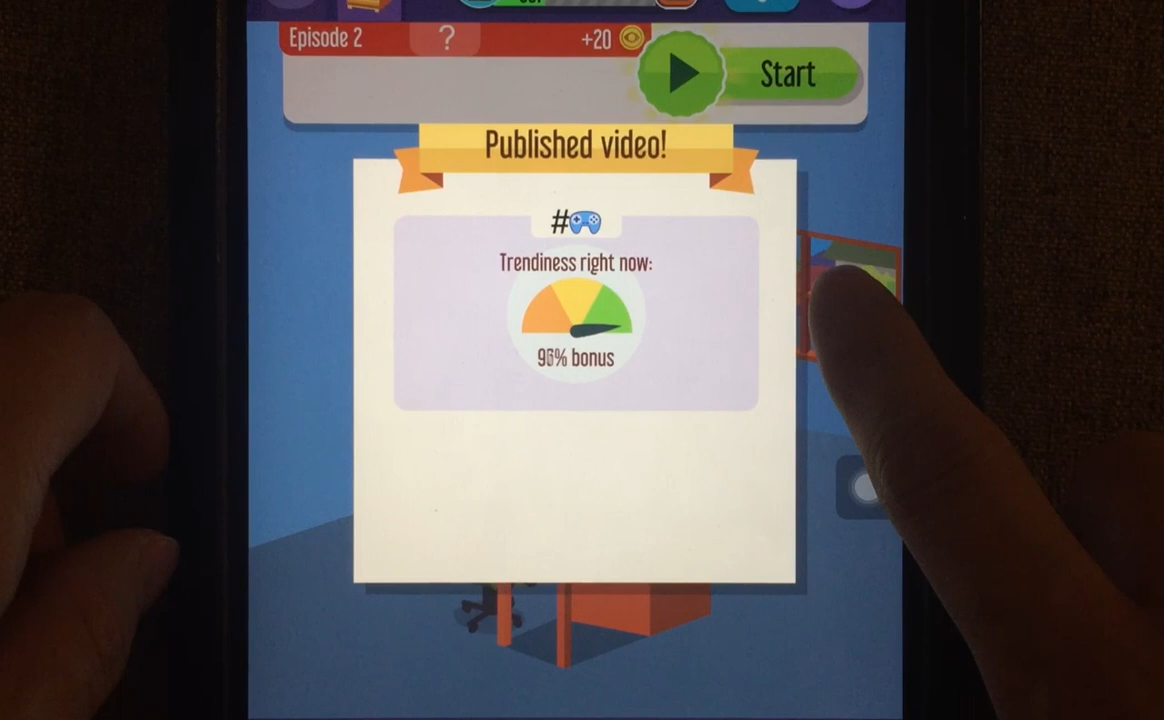 Episode 2
?
+20
Start
Published video!
#
Trendiness right now:
bonus